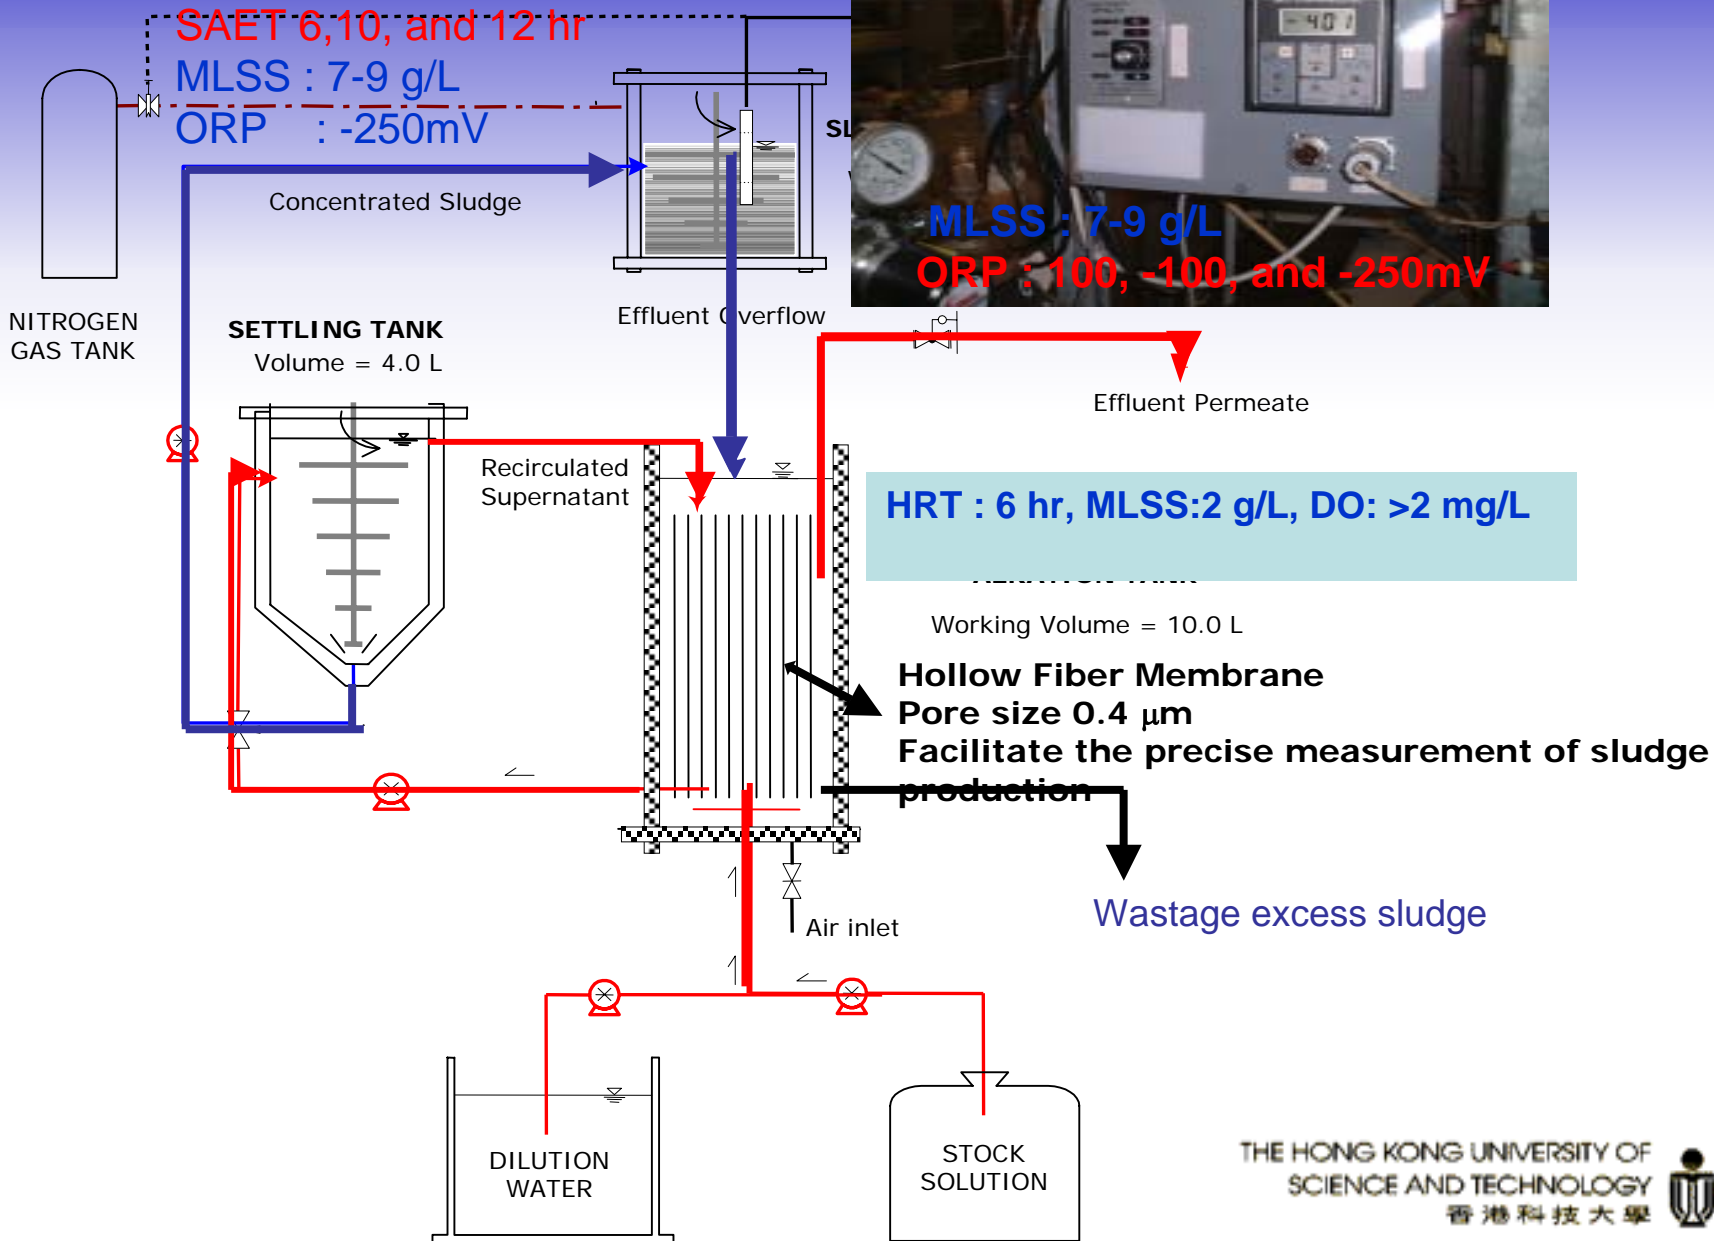 SAET 6,10, and 12 hr
MLSS : 7-9 g/L
ORP : -250mV
- 401
SL
MLSS : 7-9 g/L
ORP : 100, -100, and -250mV
Concentrated Sludge
NITROGEN
GAS TANK
SETTLING TANK
Volume = 4.0 L
Effluent Overflow
Effluent Permeate
Recirculated
Supernatant
HRT : 6 hr, MLSS:2 g/L, DO: >2 mg/L
AERATION TANK
Working Volume = 10.0 L
Hollow Fiber Membrane
Pore size 0.4 μm
Facilitate the precise measurement of sludge
production
Wastage excess sludge
Air inlet
DILUTION
WATER
STOCK
SOLUTION
THE HONG KONG UNIVERSITY OF
SCIENCE AND TECHNOLOGY
香港科技大學